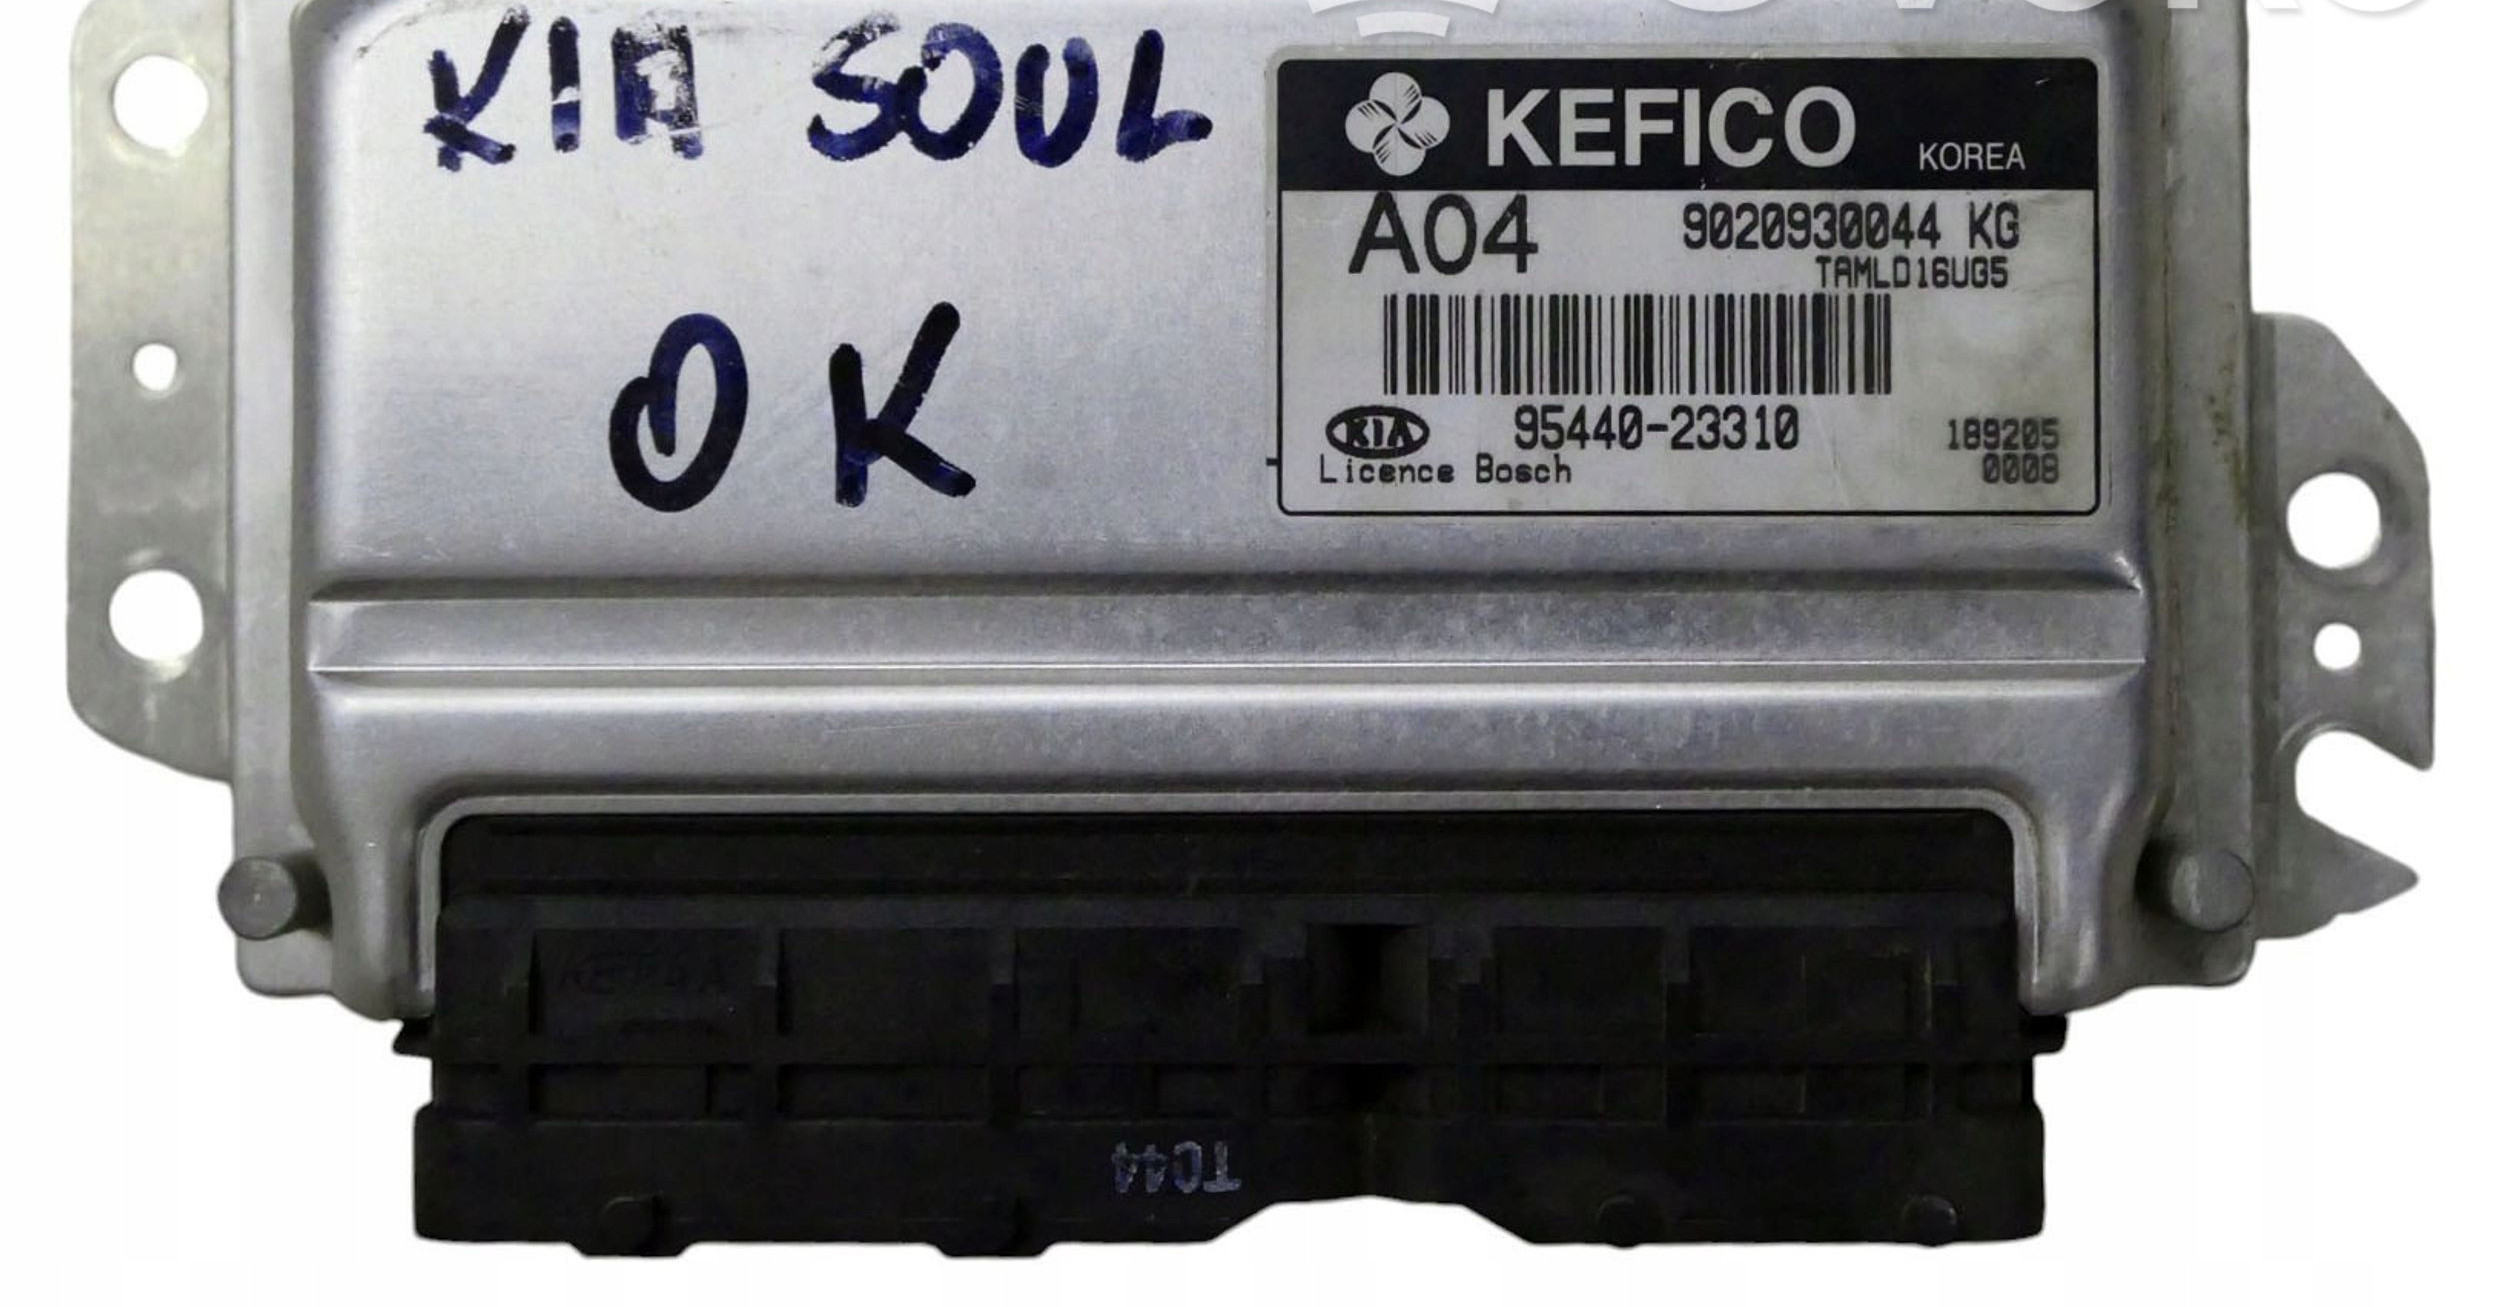 KIA SOUL
OK
KEFICO KOREA
A04 9020930044 KG
TAMLD16UG5
KIA 95440-23310 189205
Licence Bosch 0008
TC44